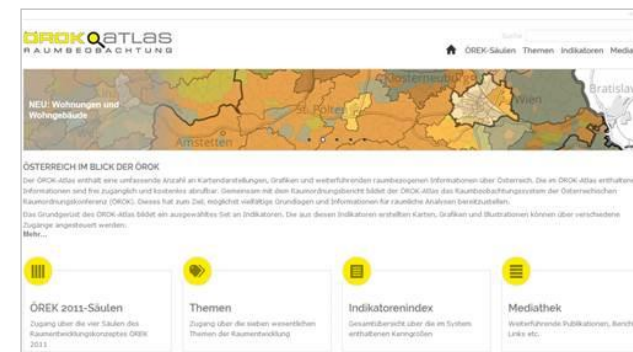 Suche
ÖROK ATLAS
RAUMBEOBACHTUNG
ÖREK-Säulen Themen Indikatoren Media
Klosterneuburg
Bratislav
NEU: Wohnungen und
Wohngebäude
St. Pölten
Wien
Amstetten
ÖSTERREICH IM BLICK DER ÖROK
Der ÖROK-Atlas enthält eine umfassende Anzahl an Kartendarstellungen, Grafiken und weiterführenden raumbezogenen Informationen über Österreich. Die im ÖROK-Atlas enthaltene
Informationen sind frei zugänglich und kostenlos abrufbar. Gemeinsam mit dem Raumordnungsbericht bildet der ÖROK-Atlas das Raumbeobachtungssystem der Österreichischen
Raumordnungskonferenz (ÖROK). Dieses hat zum Ziel, möglichst vielfältige Grundlagen und Informationen für räumliche Analysen bereitzustellen.
Das Grundgerüst des ÖROK-Atlas bildet ein ausgewähltes Set an Indikatoren. Die aus diesen Indikatoren erstellten Karten, Grafiken und Illustrationen können über verschiedene
Zugänge angesteuert werden:
Mehr...
ÖREK 2011-Säulen
Zugang über die vier Säulen des
Raumentwicklungskonzeptes ÖREK
2011
Themen
Zugang über die sieben wesentlichen
Themen der Raumentwicklung
Indikatorenindex
Gesamtübersicht über die im System
enthaltenen Kenngrößen
Mediathek
Weiterführende Publikationen, Berich
Links etc.